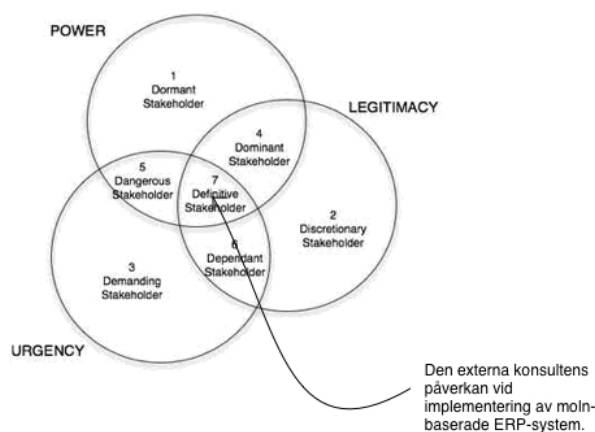 POWER
1
Dormant
Stakeholder
LEGITIMACY
4
Dominant
Stakeholder
5
Dangerous
Stakeholder
7
Definitive
Stakeholder
2
Discretionary
Stakeholder
6
Dependant
Stakeholder
3
Demanding
Stakeholder
URGENCY
Den externa konsultens
påverkan vid
implementering av moln-
baserade ERP-system.